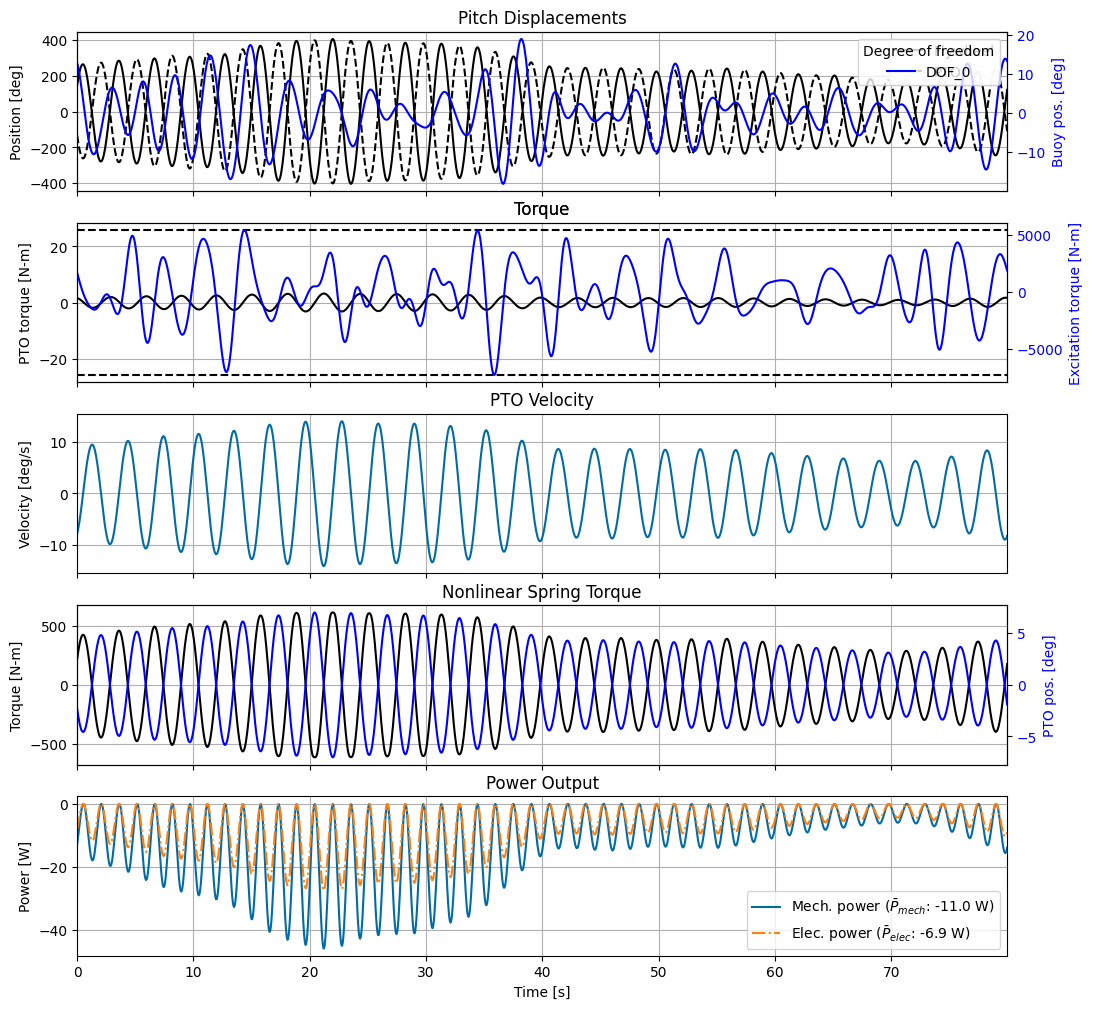 Pitch Displacements
400
200
0
−200
−400
Position [deg]
20
10
0
−10
Buoy pos. [deg]
Degree of freedom
DOF_0
Torque
20
0
−20
PTO torque [N-m]
5000
0
−5000
Excitation torque [N-m]
PTO Velocity
10
0
−10
Velocity [deg/s]
Nonlinear Spring Torque
500
0
−500
Torque [N-m]
5
0
−5
PTO pos. [deg]
Power Output
0
−20
−40
Power [W]
Mech. power (P̄mech: -11.0 W)
Elec. power (P̄elec: -6.9 W)
0 10 20 30 40 50 60 70
Time [s]